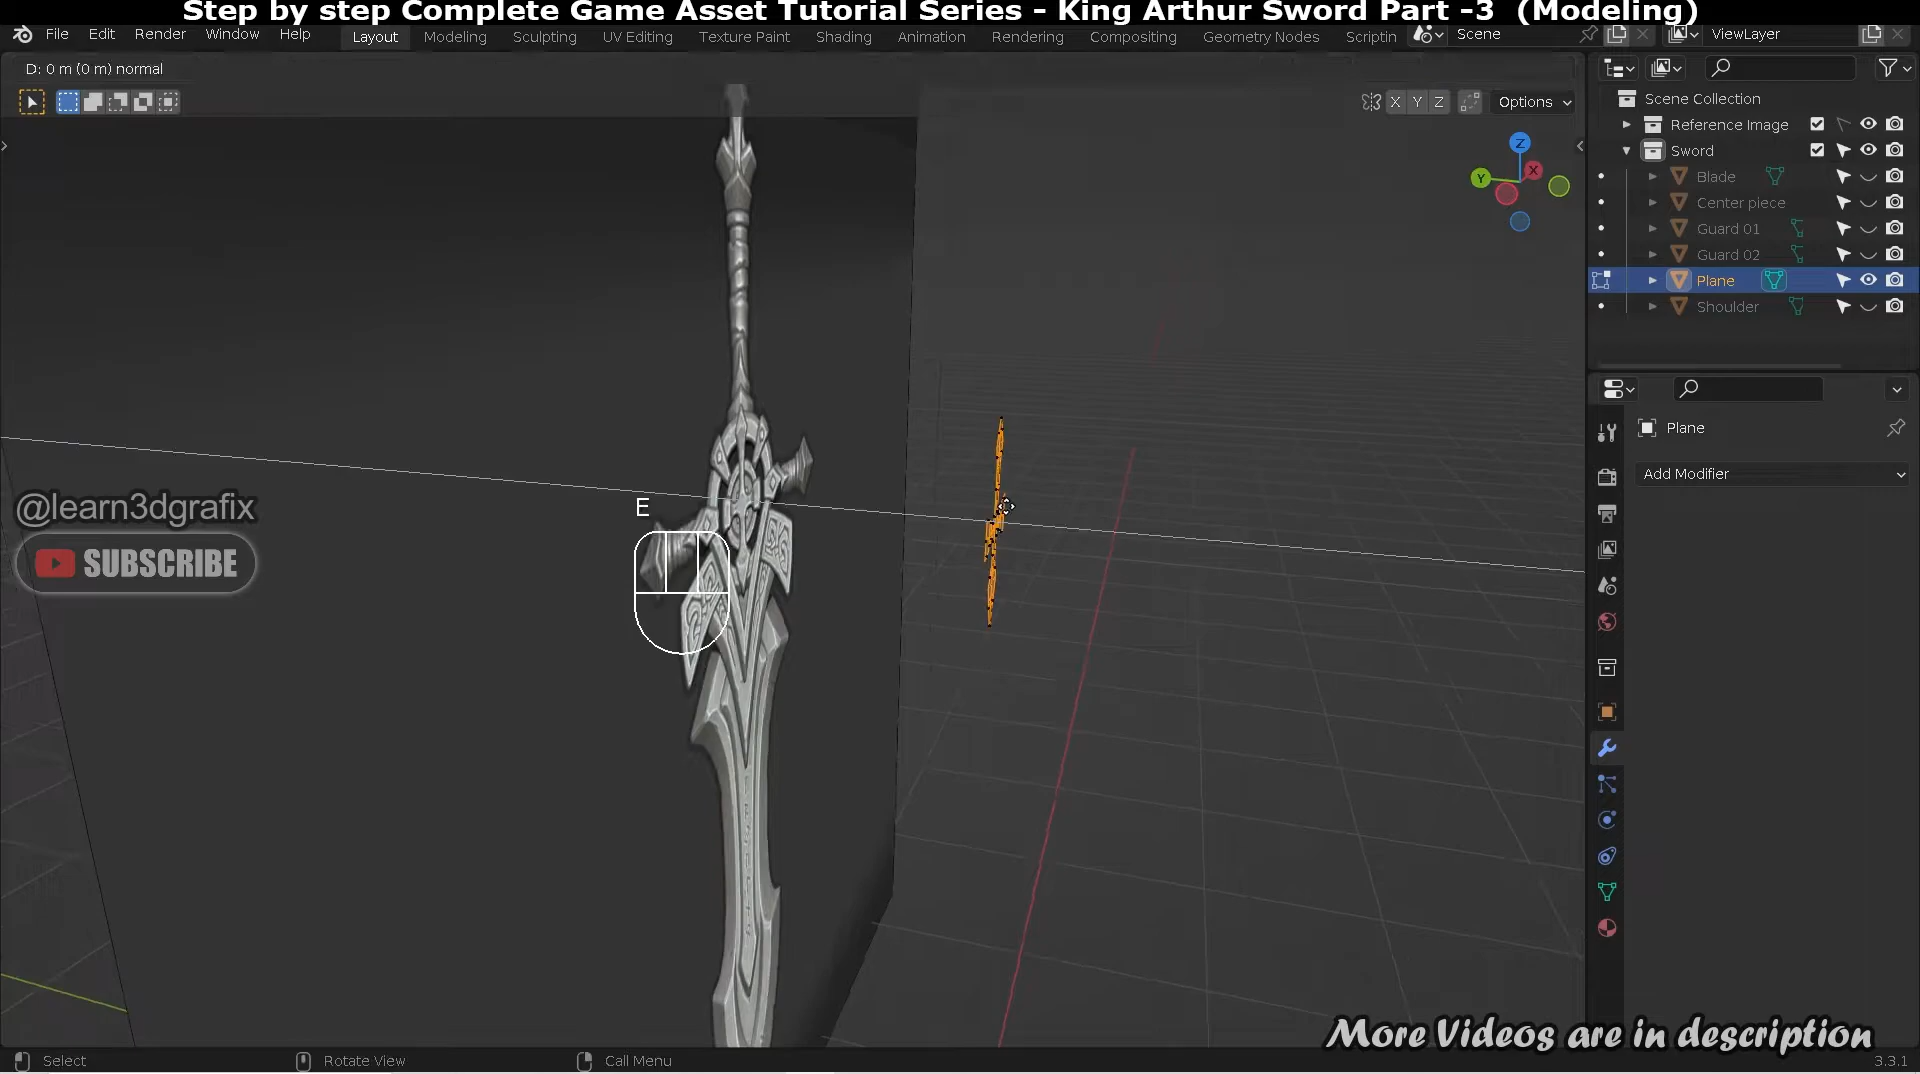 Step by step Complete Game Asset Tutorial Series - King Arthur Sword Part -3 (Modeling)
File Edit Render Window Help Layout Modeling Sculpting UV Editing Texture Paint Shading Animation Rendering Compositing Geometry Nodes Scriptin Scene ViewLayer
D: 0 m (0 m) normal
X Y Z Options
Scene Collection
Reference Image
Sword
Blade
Center piece
Guard 01
Guard 02
Plane
Shoulder
Z
X
Y
Plane
Add Modifier
E
@learn3dgrafix
SUBSCRIBE
More Videos are in description
Select Rotate View Call Menu 3.3.1